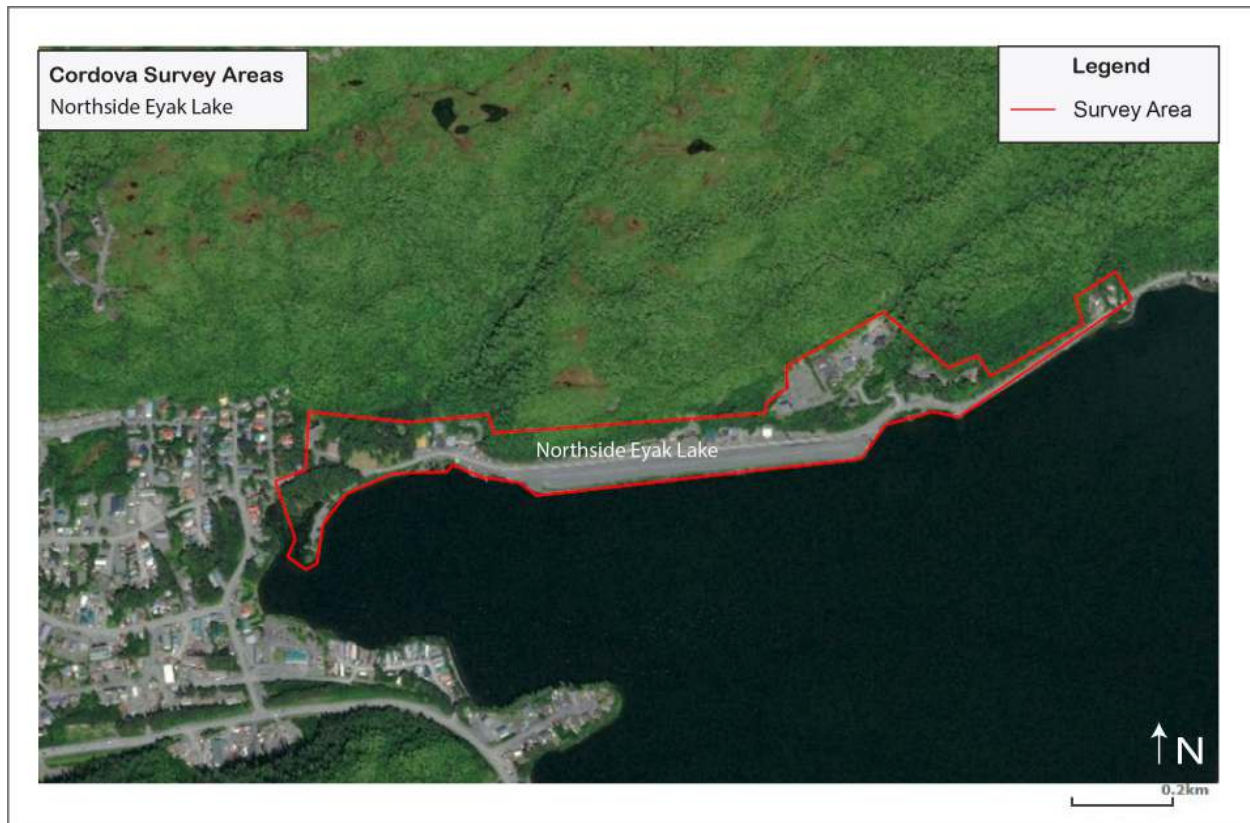 Cordova Survey Areas
Northside Eyak Lake
Legend
Survey Area
Northside Eyak Lake
N
0.2km